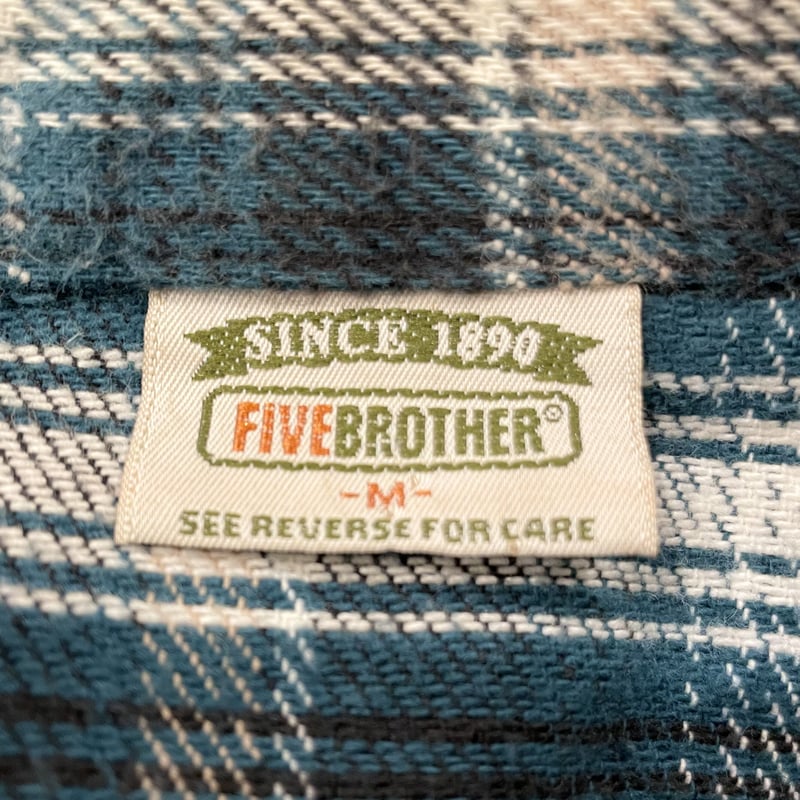 SINCE 1890
FIVEBROTHER®
-M-
SEE REVERSE FOR CARE